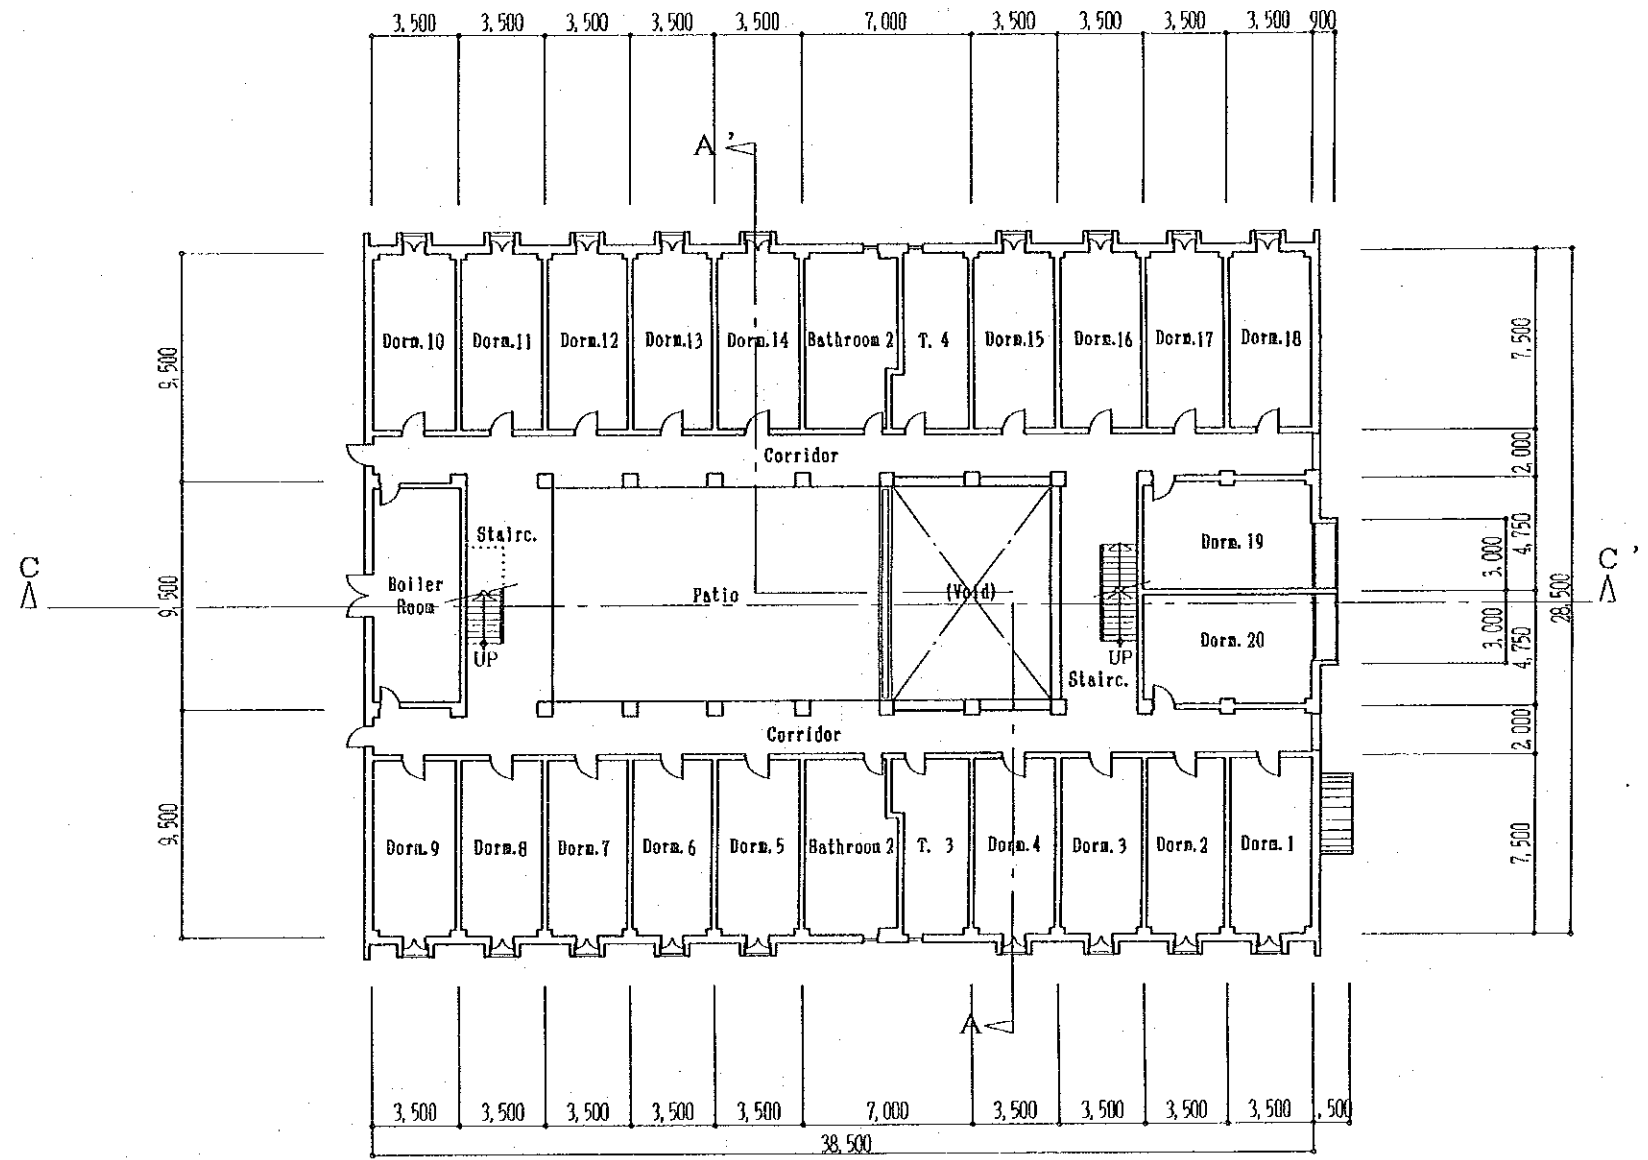 3,500 3,500 3,500 3,500 3,500 7,000 3,500 3,500 3,500 3,500 900
A'
Dorm.10 Dorm.11 Dorm.12 Dorm.13 Dorm.14 Bathroom 2 T. 4 Dorm.15 Dorm.16 Dorm.17 Dorm.18
9,500
7,500
Corridor
2,000
Stairc.
Dorm. 19
4,750
3,000
C
Boiler
Room
9,500
Patio
(Void)
C'
28,500
UP
UP
Dorm. 20
3,000
4,750
Stairc.
Corridor
2,000
9,500
Dorm.9 Dorm.8 Dorm.7 Dorm.6 Dorm.5 Bathroom 2 T. 3 Dorm.4 Dorm.3 Dorm.2 Dorm.1
7,500
A
3,500 3,500 3,500 3,500 3,500 7,000 3,500 3,500 3,500 3,500 ,500
38,500